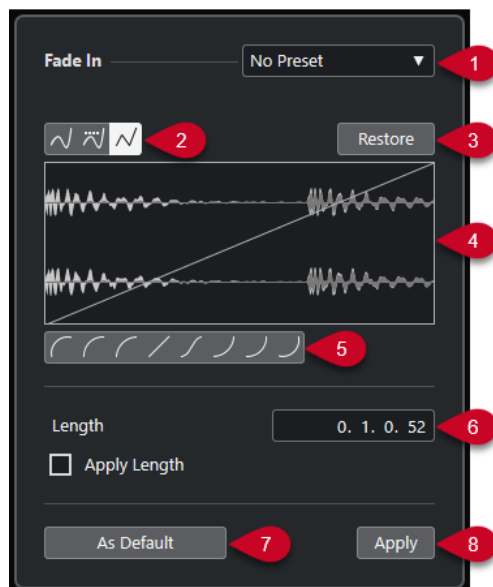 Fade In No Preset 1
2 Restore 3
4
5
Length 0. 1. 0. 52 6
Apply Length
As Default 7 Apply 8